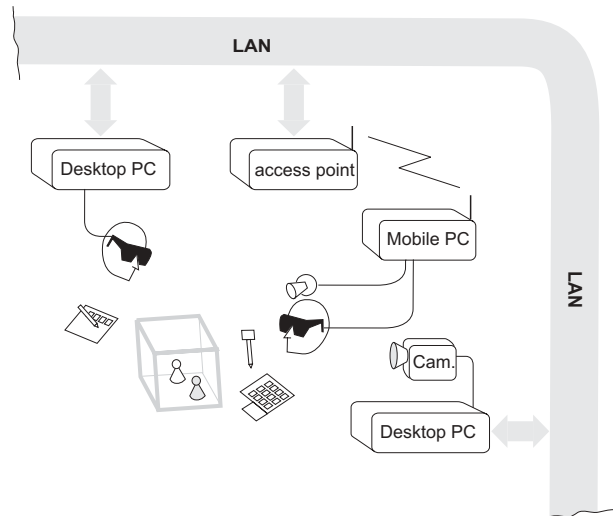 LAN
Desktop PC
access point
Mobile PC
LAN
Cam.
Desktop PC